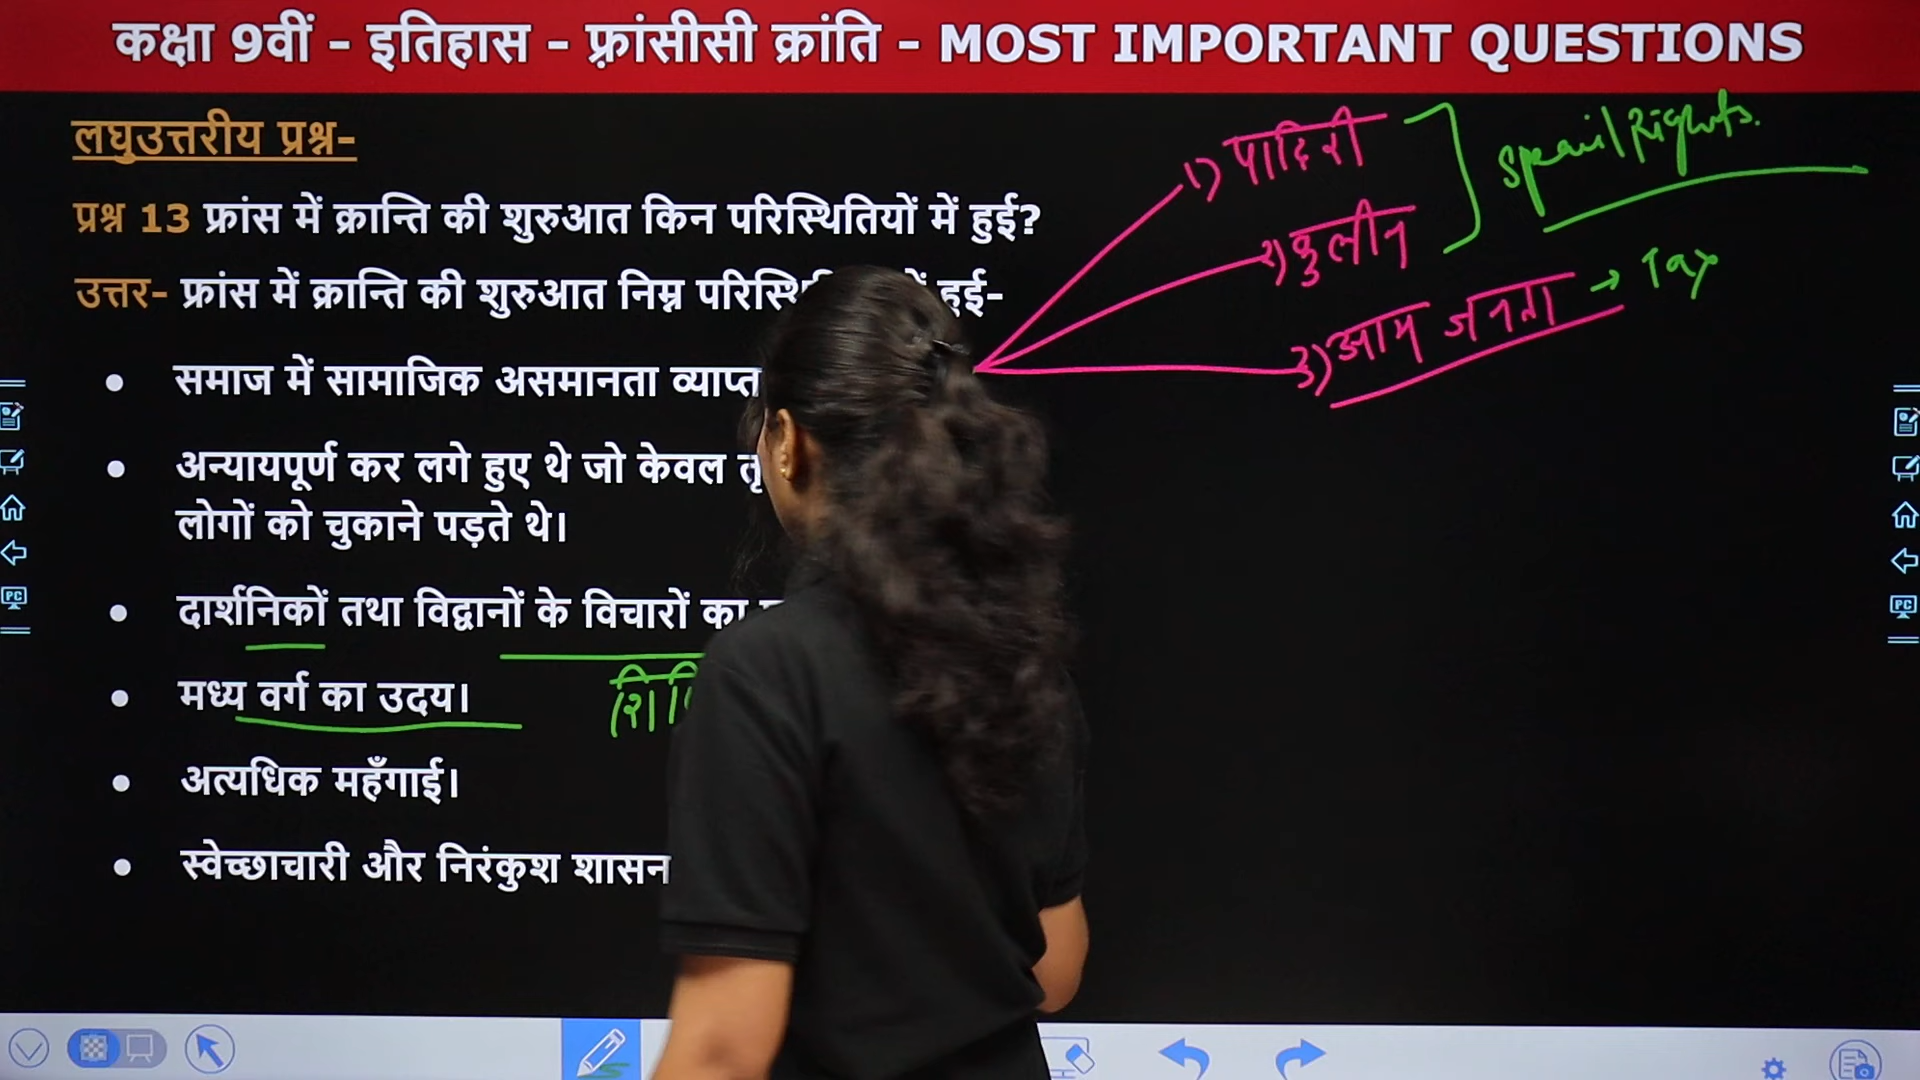 कक्षा 9वीं - इतिहास - फ़्रांसीसी क्रांति - MOST IMPORTANT QUESTIONS
लघुउत्तरीय प्रश्न-
प्रश्न 13 फ्रांस में क्रान्ति की शुरुआत किन परिस्थितियों में हुई?
उत्तर- फ्रांस में क्रान्ति की शुरुआत निम्न हुई-
समाज में सामाजिक असमानता व्याप्त
अन्यायपूर्ण कर लगे हुए थे जो केवल
लोगों को चुकाने पड़ते थे।
दार्शनिकों तथा विद्वानों के विचारों का
मध्य वर्ग का उदय।
अत्यधिक महँगाई।
स्वेच्छाचारी और निरंकुश शासन
1) पादरी
2) कुलीन
3) आम जनता → Tax
Special Rights.
PC
PC